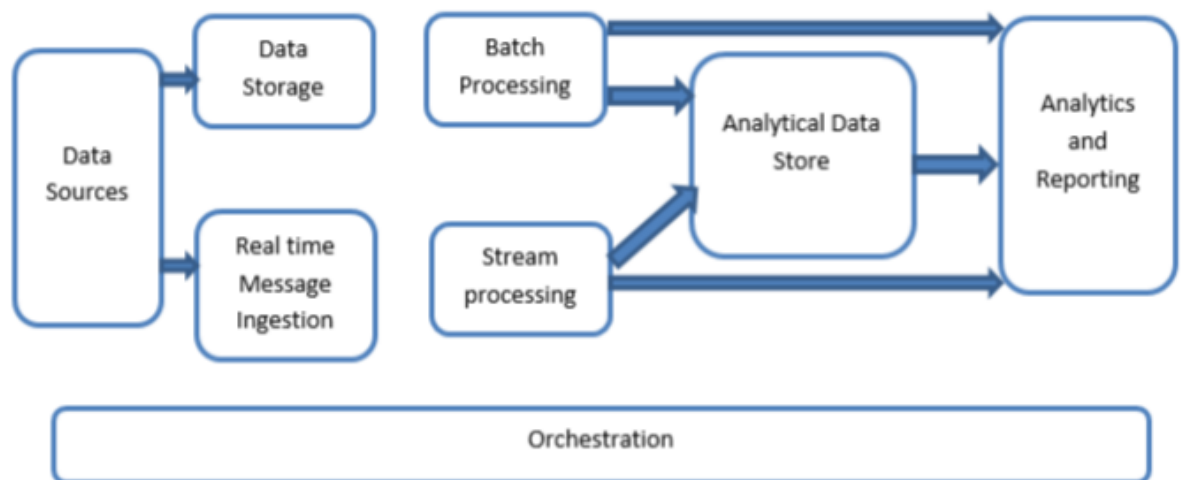 Data
Sources
Data
Storage
Real time
Message
Ingestion
Batch
Processing
Stream
processing
Analytical Data
Store
Analytics
and
Reporting
Orchestration